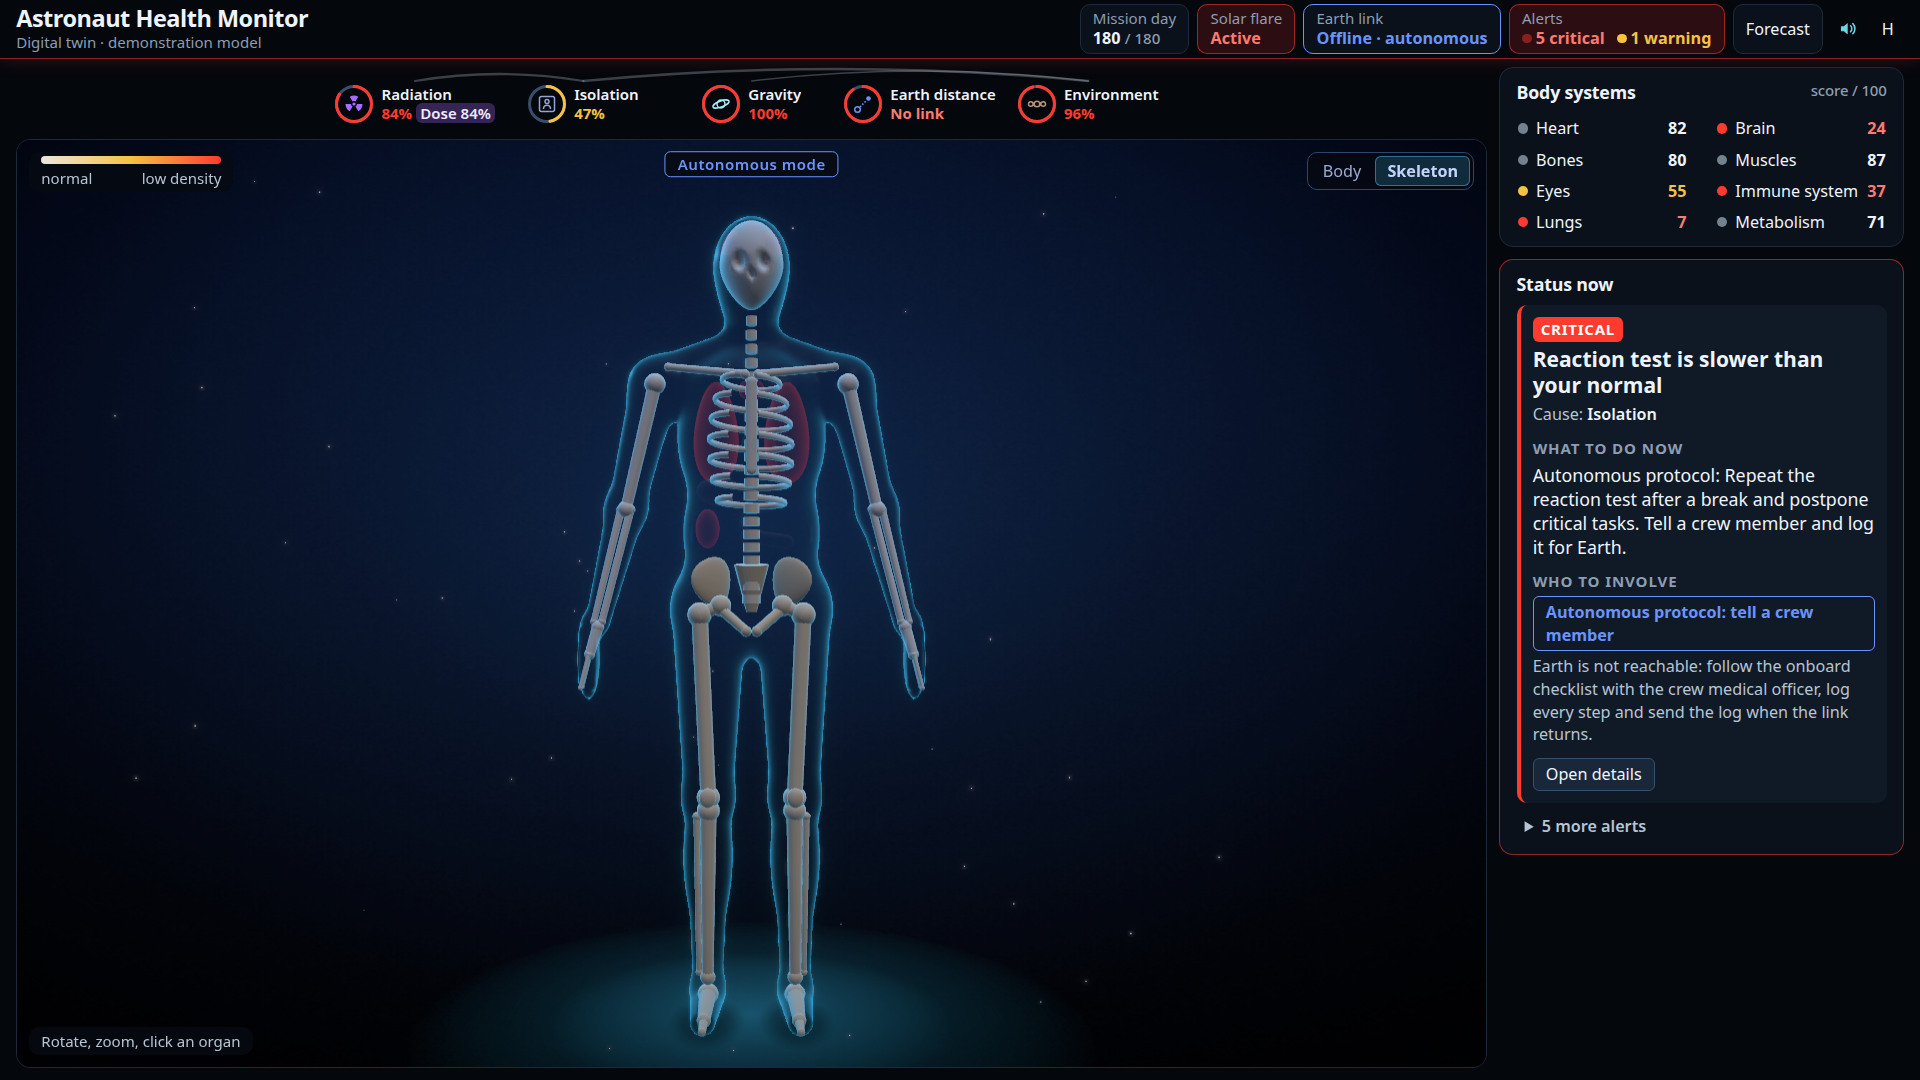 Astronaut Health Monitor
Digital twin · demonstration model
Mission day
180 / 180
Solar flare
Active
Earth link
Offline · autonomous
Alerts
5 critical 1 warning
Forecast
H
Radiation
84% Dose 84%
Isolation
47%
Gravity
100%
Earth distance
No link
Environment
96%
normal low density
Autonomous mode
Body Skeleton
Rotate, zoom, click an organ
Body systems score / 100
Heart 82 Brain 24
Bones 80 Muscles 87
Eyes 55 Immune system 37
Lungs 7 Metabolism 71
Status now
CRITICAL
Reaction test is slower than
your normal
Cause: Isolation
WHAT TO DO NOW
Autonomous protocol: Repeat the
reaction test after a break and postpone
critical tasks. Tell a crew member and log
it for Earth.
WHO TO INVOLVE
Autonomous protocol: tell a crew
member
Earth is not reachable: follow the onboard
checklist with the crew medical officer, log
every step and send the log when the link
returns.
Open details
5 more alerts